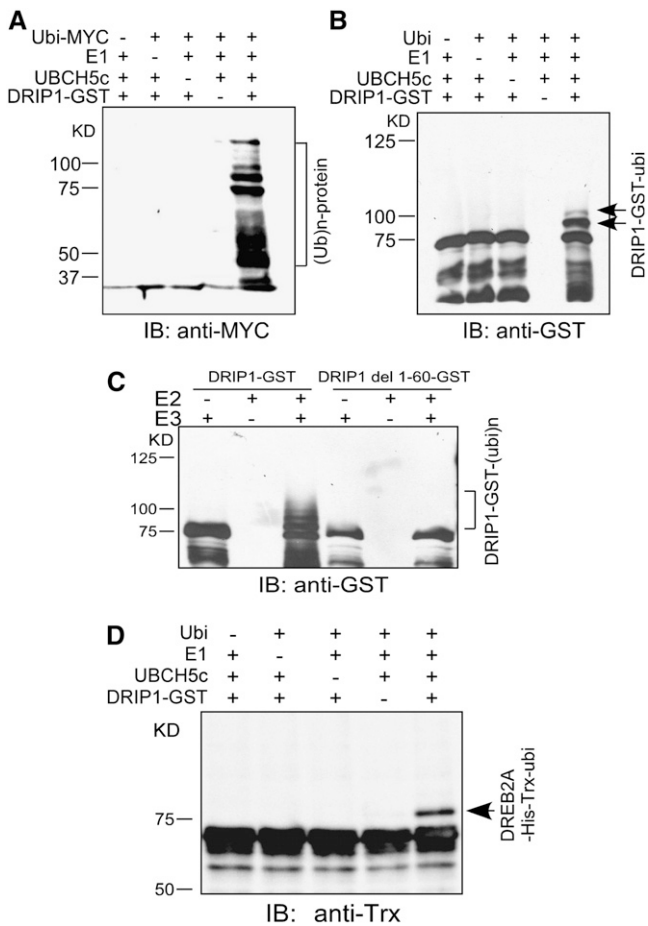 A
Ubi-MYC - + + + +
E1 + - + + +
UBCH5c + + - + +
DRIP1-GST + + + - +
KD
100
75
50
37
(Ub)n-protein
IB: anti-MYC
B
Ubi - + + + +
E1 + - + + +
UBCH5c + + - + +
DRIP1-GST + + + - +
KD
125
100
75
DRIP1-GST-ubi
IB: anti-GST
C
DRIP1-GST DRIP1 del 1-60-GST
E2 - + + - + +
E3 + - + + - +
KD
125
100
75
DRIP1-GST-(ubi)n
IB: anti-GST
D
Ubi - + + + +
E1 + - + + +
UBCH5c + + - + +
DRIP1-GST + + + - +
KD
75
50
DREB2A
-His-Trx-ubi
IB: anti-Trx